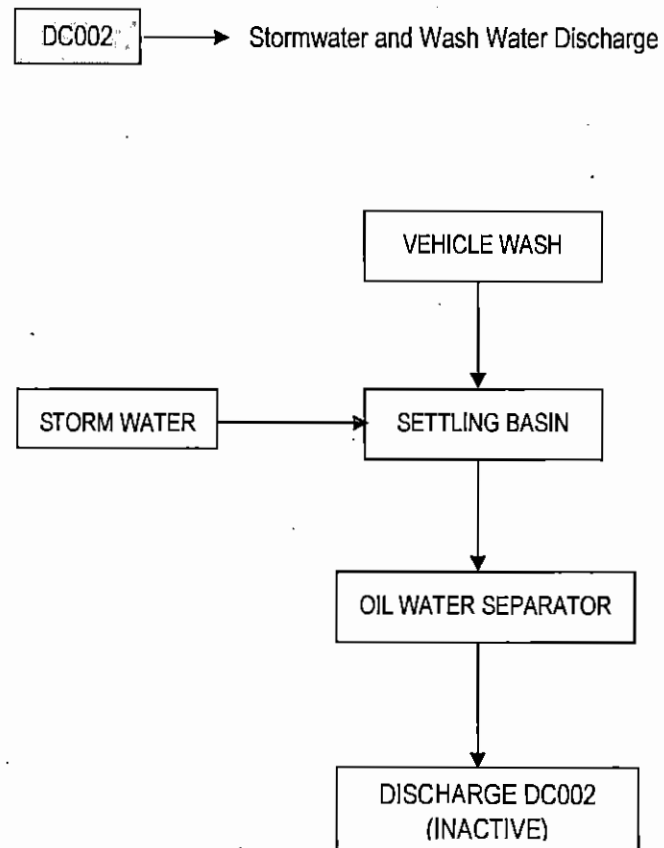 DC002
Stormwater and Wash Water Discharge
VEHICLE WASH
STORM WATER
SETTLING BASIN
OIL WATER SEPARATOR
DISCHARGE DC002
(INACTIVE)